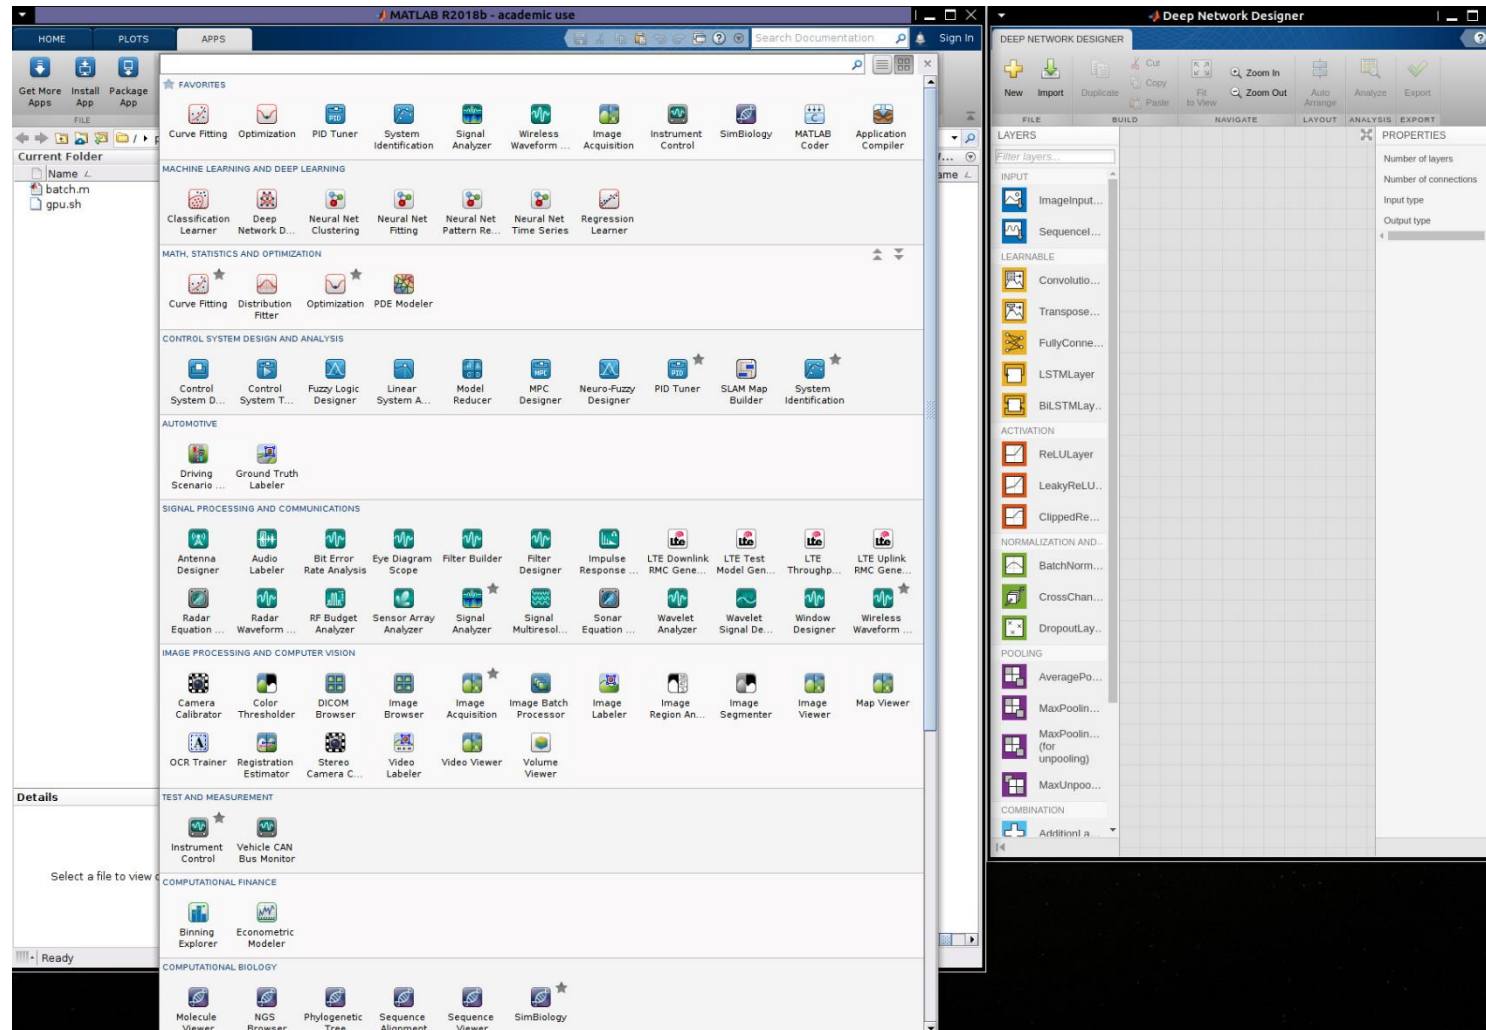 MATLAB R2018b - academic use
HOME PLOTS APPS
Search Documentation Sign In
Get More Apps
Install App
Package App
FILE
Current Folder
Name
batch.m
gpu.sh
Details
Select a file to view
Ready
FAVORITES
Curve Fitting
Optimization
PID Tuner
System Identification
Signal Analyzer
Wireless Waveform ...
Image Acquisition
Instrument Control
SimBiology
MATLAB Coder
Application Compiler
MACHINE LEARNING AND DEEP LEARNING
Classification Learner
Deep Network D...
Neural Net Clustering
Neural Net Fitting
Neural Net Pattern Re...
Neural Net Time Series
Regression Learner
MATH, STATISTICS AND OPTIMIZATION
Curve Fitting
Distribution Fitter
Optimization
PDE Modeler
CONTROL SYSTEM DESIGN AND ANALYSIS
Control System D...
Control System T...
Fuzzy Logic Designer
Linear System A...
Model Reducer
MPC Designer
Neuro-Fuzzy Designer
PID Tuner
SLAM Map Builder
System Identification
AUTOMOTIVE
Driving Scenario ...
Ground Truth Labeler
SIGNAL PROCESSING AND COMMUNICATIONS
Antenna Designer
Audio Labeler
Bit Error Rate Analysis
Eye Diagram Scope
Filter Builder
Filter Designer
Impulse Response ...
LTE Downlink RMC Gene...
LTE Test Model Gen...
LTE Throughp...
LTE Uplink RMC Gene...
Radar Equation ...
Radar Waveform ...
RF Budget Analyzer
Sensor Array Analyzer
Signal Analyzer
Signal Multiresol...
Sonar Equation ...
Wavelet Analyzer
Wavelet Signal De...
Window Designer
Wireless Waveform ...
IMAGE PROCESSING AND COMPUTER VISION
Camera Calibrator
Color Thresholder
DICOM Browser
Image Browser
Image Acquisition
Image Batch Processor
Image Labeler
Image Region An...
Image Segmenter
Image Viewer
Map Viewer
OCR Trainer
Registration Estimator
Stereo Camera C...
Video Labeler
Video Viewer
Volume Viewer
TEST AND MEASUREMENT
Instrument Control
Vehicle CAN Bus Monitor
COMPUTATIONAL FINANCE
Binning Explorer
Econometric Modeler
COMPUTATIONAL BIOLOGY
Molecule Viewer
NGS Browser
Phylogenetic Tree
Sequence Alignment
Sequence Viewer
SimBiology
Deep Network Designer
DEEP NETWORK DESIGNER
New
Import
Duplicate
Cut
Copy
Paste
Fit to View
Zoom In
Zoom Out
Auto Arrange
Analyze
Export
FILE BUILD NAVIGATE LAYOUT ANALYSIS EXPORT
LAYERS
Filter layers...
INPUT
ImageInput...
SequenceI...
LEARNABLE
Convolutio...
Transpose...
FullyConne...
LSTMLayer
BiLSTMLay..
ACTIVATION
ReLULayer
LeakyReLU..
ClippedRe...
NORMALIZATION AND..
BatchNorm...
CrossChan...
DropoutLay..
POOLING
AveragePo...
MaxPoolin...
MaxPoolin...
(for
unpooling)
MaxUnpoo...
COMBINATION
AdditionLa...
PROPERTIES
Number of layers
Number of connections
Input type
Output type